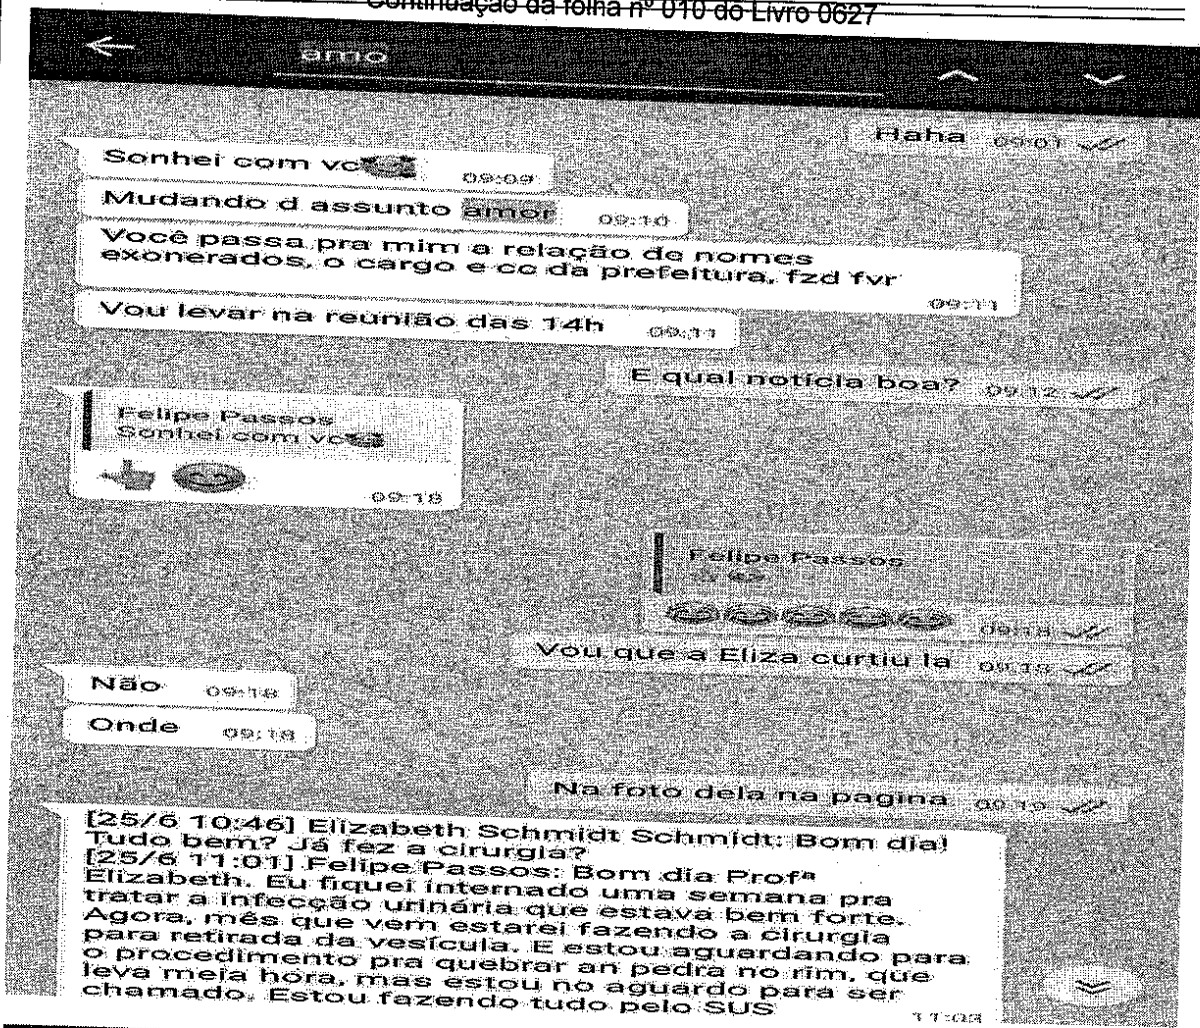 Continuação da folha nº 010 do Livro 0627
amo
Haha 09:01
Sonhei com vc
09:09
Mudando d assunto amor 09:10
Você passa pra mim a relação de nomes
exonerados, o cargo e cc da prefeitura, fzd fvr
09:11
Vou levar na reunião das 14h 09:11
E qual notícia boa? 09:12
Felipe Passos
Sonhei com vc
09:18
Felipe Passos
09:18
Vou que a Eliza curtiu la 09:18
Não 09:18
Onde 09:18
Na foto dela na pagina 09:19
[25/6 10:46] Elizabeth Schmidt Schmidt: Bom dia!
Tudo bem? Já fez a cirurgia?
[25/6 11:01] Felipe Passos: Bom dia Profª
Elizabeth. Eu fiquei internado uma semana pra
tratar a infecção urinária que estava bem forte.
Agora, mês que vem estarei fazendo a cirurgia
para retirada da vesícula. E estou aguardando para
o procedimento pra quebrar an pedra no rim, que
leva meia hora, mas estou no aguardo para ser
chamado. Estou fazendo tudo pelo SUS
11:03